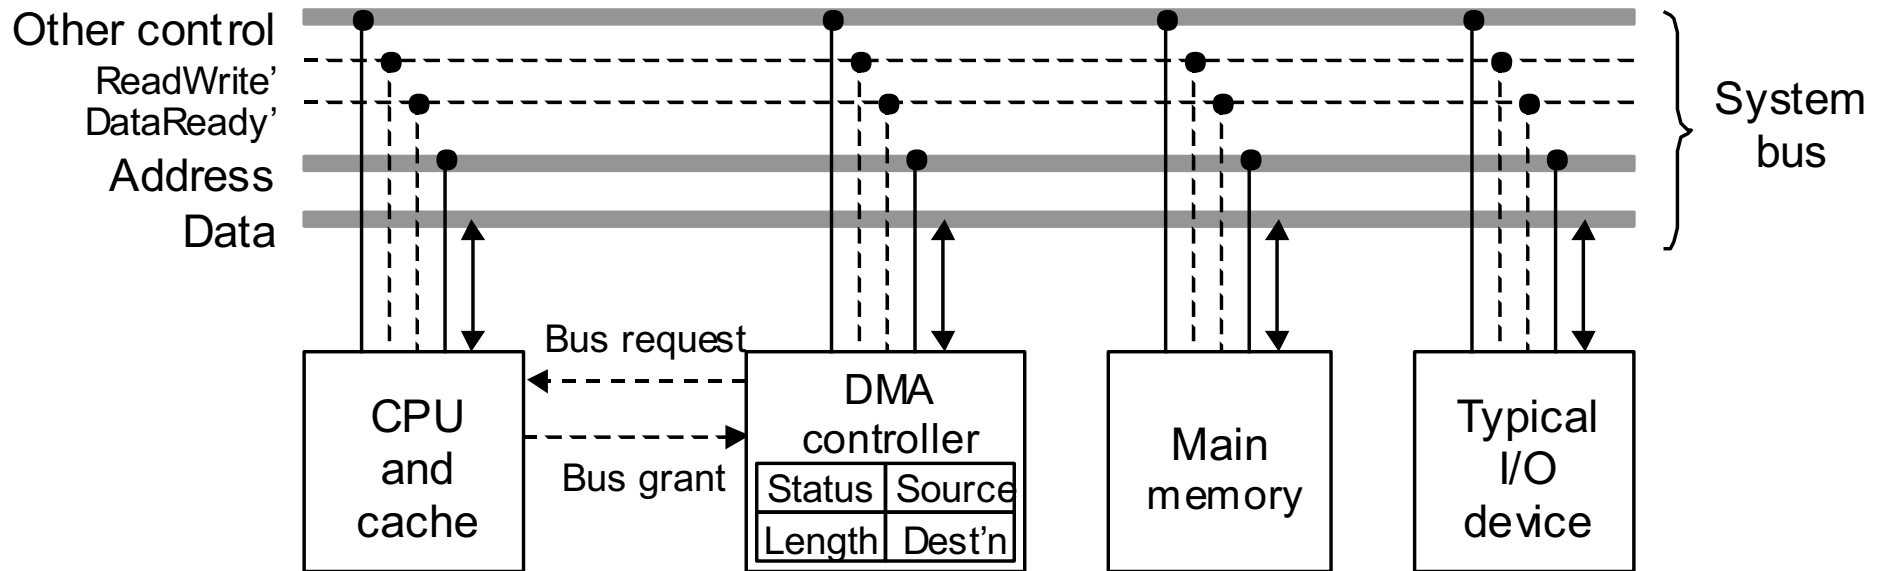 Other control
ReadWrite’
DataReady’
Address
Data
System
bus
Bus request
Bus grant
CPU
and
cache
DMA
controller
Status Source
Length Dest’n
Main
memory
Typical
I/O
device